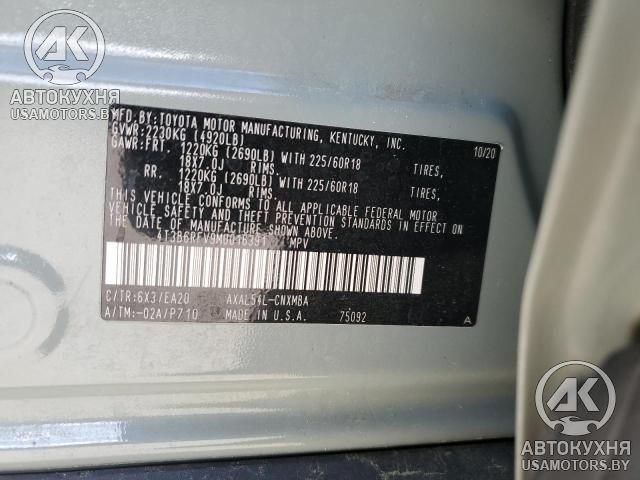 АК
АВТОКУХНЯ
USAMOTORS.BY
MFD. BY: TOYOTA MOTOR MANUFACTURING, KENTUCKY, INC.
GVWR: 2230KG (4920LB) 10/20
GAWR: FRT. 1220KG (2690LB) WITH 225/60R18 TIRES,
18X7.0J RIMS.
RR. 1220KG (2690LB) WITH 225/60R18 TIRES,
18X7.0J RIMS.
THIS VEHICLE CONFORMS TO ALL APPLICABLE FEDERAL MOTOR
VEHICLE SAFETY AND THEFT PREVENTION STANDARDS IN EFFECT
ON THE DATE OF MANUFACTURE SHOWN ABOVE.
MPV
C/TR: 6X3/EA20 AXAL54L-CNXMBA
A/TM: -02A/P710 MADE IN U.S.A. 75092 A
АК
АВТОКУХНЯ
USAMOTORS.BY